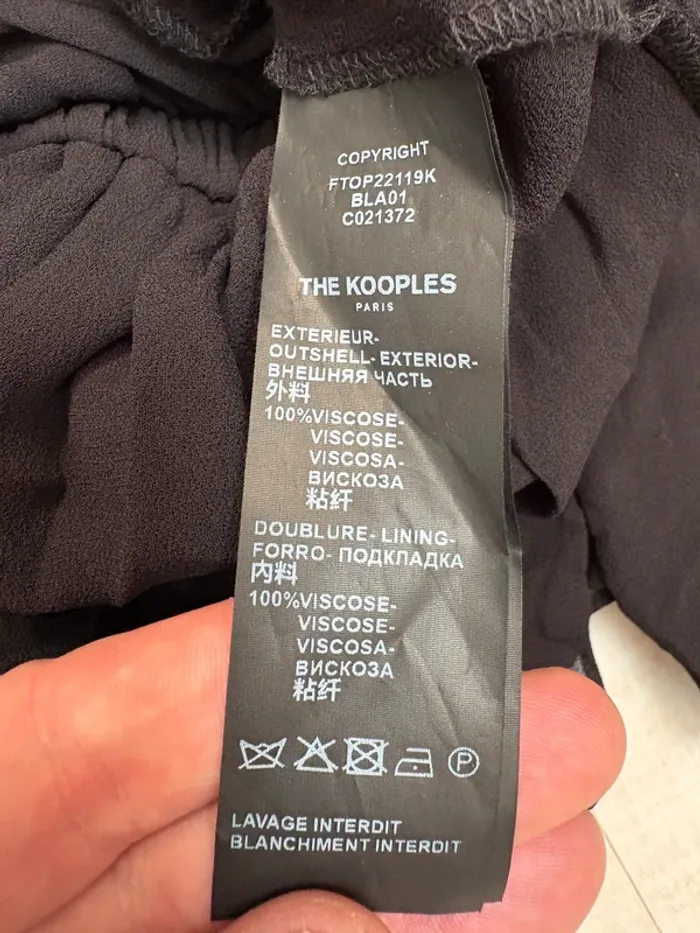 COPYRIGHT
FTOP22119K
BLA01
C021372
THE KOOPLES
PARIS
EXTERIEUR-
OUTSHELL-EXTERIOR-
ВНЕШНЯЯ ЧАСТЬ
外料
100%VISCOSE-
VISCOSE-
VISCOSA-
ВИСКОЗА
粘纤
DOUBLURE-LINING-
FORRO-ПОДКПАДКА
内料
100%VISCOSE-
VISCOSE-
VISCOSA-
ВИСКОЗА
粘纤
P
LAVAGE INTERDIT
BLANCHIMENT INTERDIT